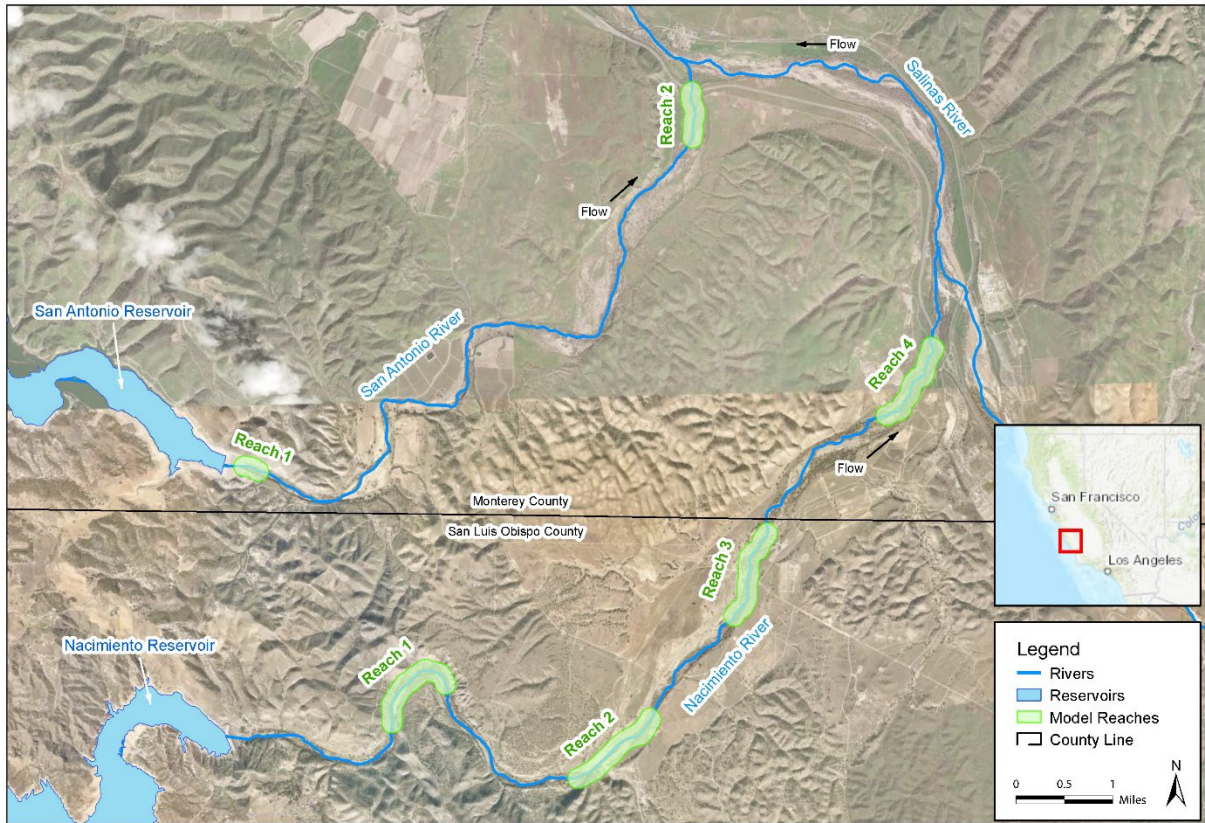 Flow
Salinas River
Reach 2
Flow
San Antonio Reservoir
San Antonio River
Reach 4
Reach 1
Flow
Monterey County
San Luis Obispo County
Reach 3
Nacimiento Reservoir
Reach 1
Nacimiento River
Reach 2
San Francisco
Colo
Los Angeles
Legend
Rivers
Reservoirs
Model Reaches
County Line
N
0 0.5 1
Miles